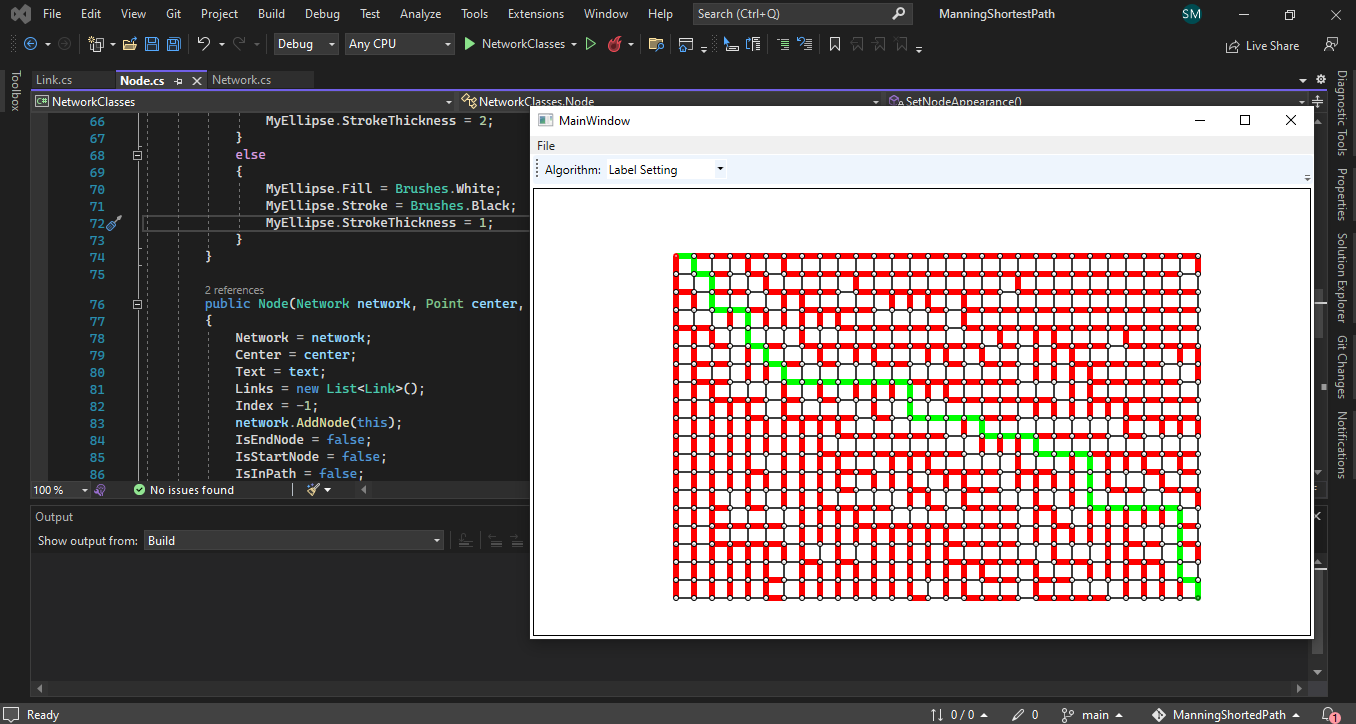 File Edit View Git Project Build Debug Test Analyze Tools Extensions Window Help Search (Ctrl+Q) ManningShortestPath SM
Debug Any CPU NetworkClasses Live Share
Toolbox
Link.cs Node.cs Network.cs
C# NetworkClasses NetworkClasses.Node SetNodeAppearance()
66 MyEllipse.StrokeThickness = 2;
67 }
68 else
69 {
70 MyEllipse.Fill = Brushes.White;
71 MyEllipse.Stroke = Brushes.Black;
72 MyEllipse.StrokeThickness = 1;
73 }
74 }
75
2 references
76 public Node(Network network, Point center,
77 {
78 Network = network;
79 Center = center;
80 Text = text;
81 Links = new List<Link>();
82 Index = -1;
83 network.AddNode(this);
84 IsEndNode = false;
85 IsStartNode = false;
86 IsInPath = false;
100 % No issues found
Output
Show output from: Build
MainWindow
File
Algorithm: Label Setting
Diagnostic Tools
Properties
Solution Explorer
Git Changes
Notifications
Ready 0 / 0 0 main ManningShortedPath 1